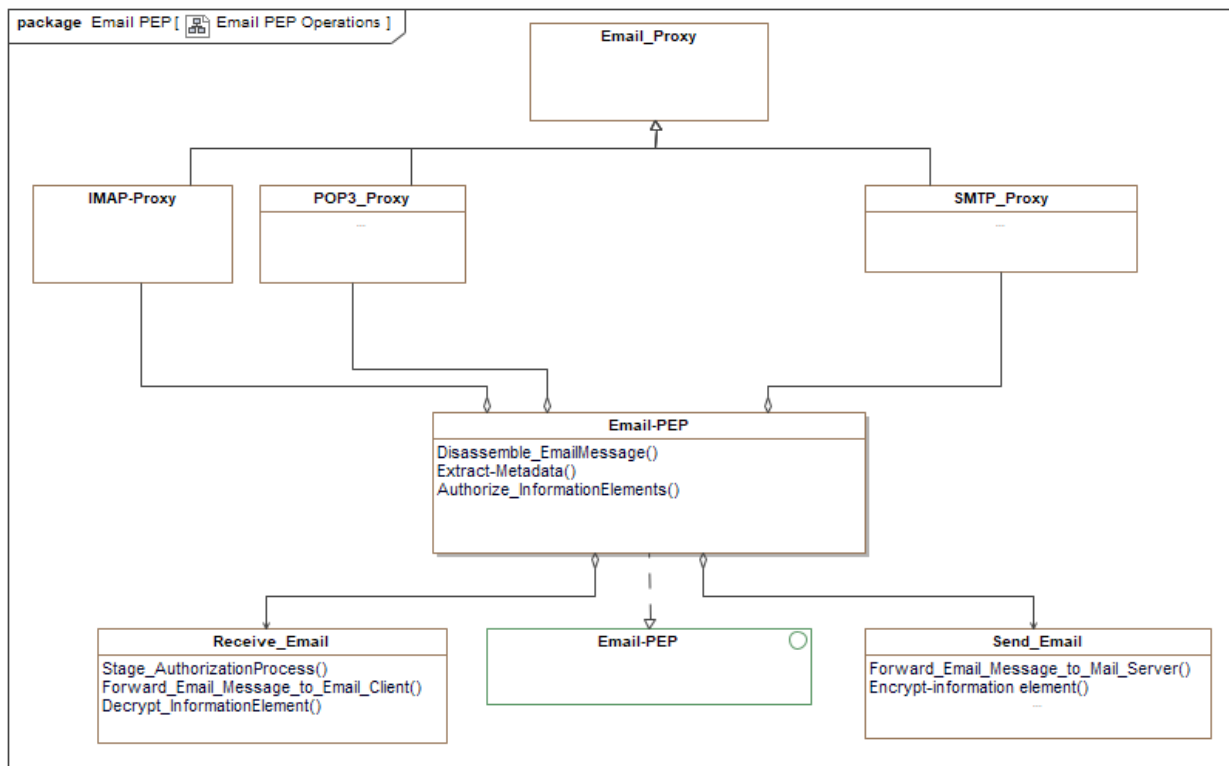 package Email PEP [ Email PEP Operations ]
Email_Proxy
IMAP-Proxy
POP3_Proxy
...
SMTP_Proxy
...
Email-PEP
Disassemble_EmailMessage()
Extract-Metadata()
Authorize_InformationElements()
Receive_Email
Stage_AuthorizationProcess()
Forward_Email_Message_to_Email_Client()
Decrypt_InformationElement()
Email-PEP
Send_Email
Forward_Email_Message_to_Mail_Server()
Encrypt-information element()
...